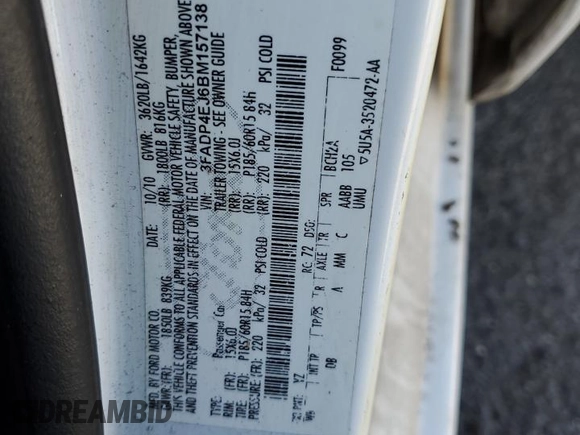 MFD. BY FORD MOTOR CO.
DATE: 10/10 GVWR: 3620LB/1642KG
GAWR: (FR): 1850LB 839KG (RR): 1800LB 816KG
THIS VEHICLE CONFORMS TO ALL APPLICABLE FEDERAL MOTOR VEHICLE SAFETY, BUMPER,
AND THEFT PREVENTION STANDARDS IN EFFECT ON THE DATE OF MANUFACTURE SHOWN ABOVE
VIN: 3FADP4EJ6BM157138
TYPE: Passenger Car TRAILER TOWING - SEE OWNER GUIDE
RIM: (FR): 15X6.0J (RR): 15X6.0J
TIRE: (FR): P185/60R15 84H (RR): P185/60R15 84H
PRESSURE: (FR): 220 kPa/ 32 PSI COLD (RR): 220 kPa/ 32 PSI COLD
RC: 72 DSO: F0099
EXT PNT: YZ
INT TP TP/PS R AXLE TR SPR BCH2A
DB A MM C AABB 105
UMU ▽5U5A-3520472-AA
DREAMBID